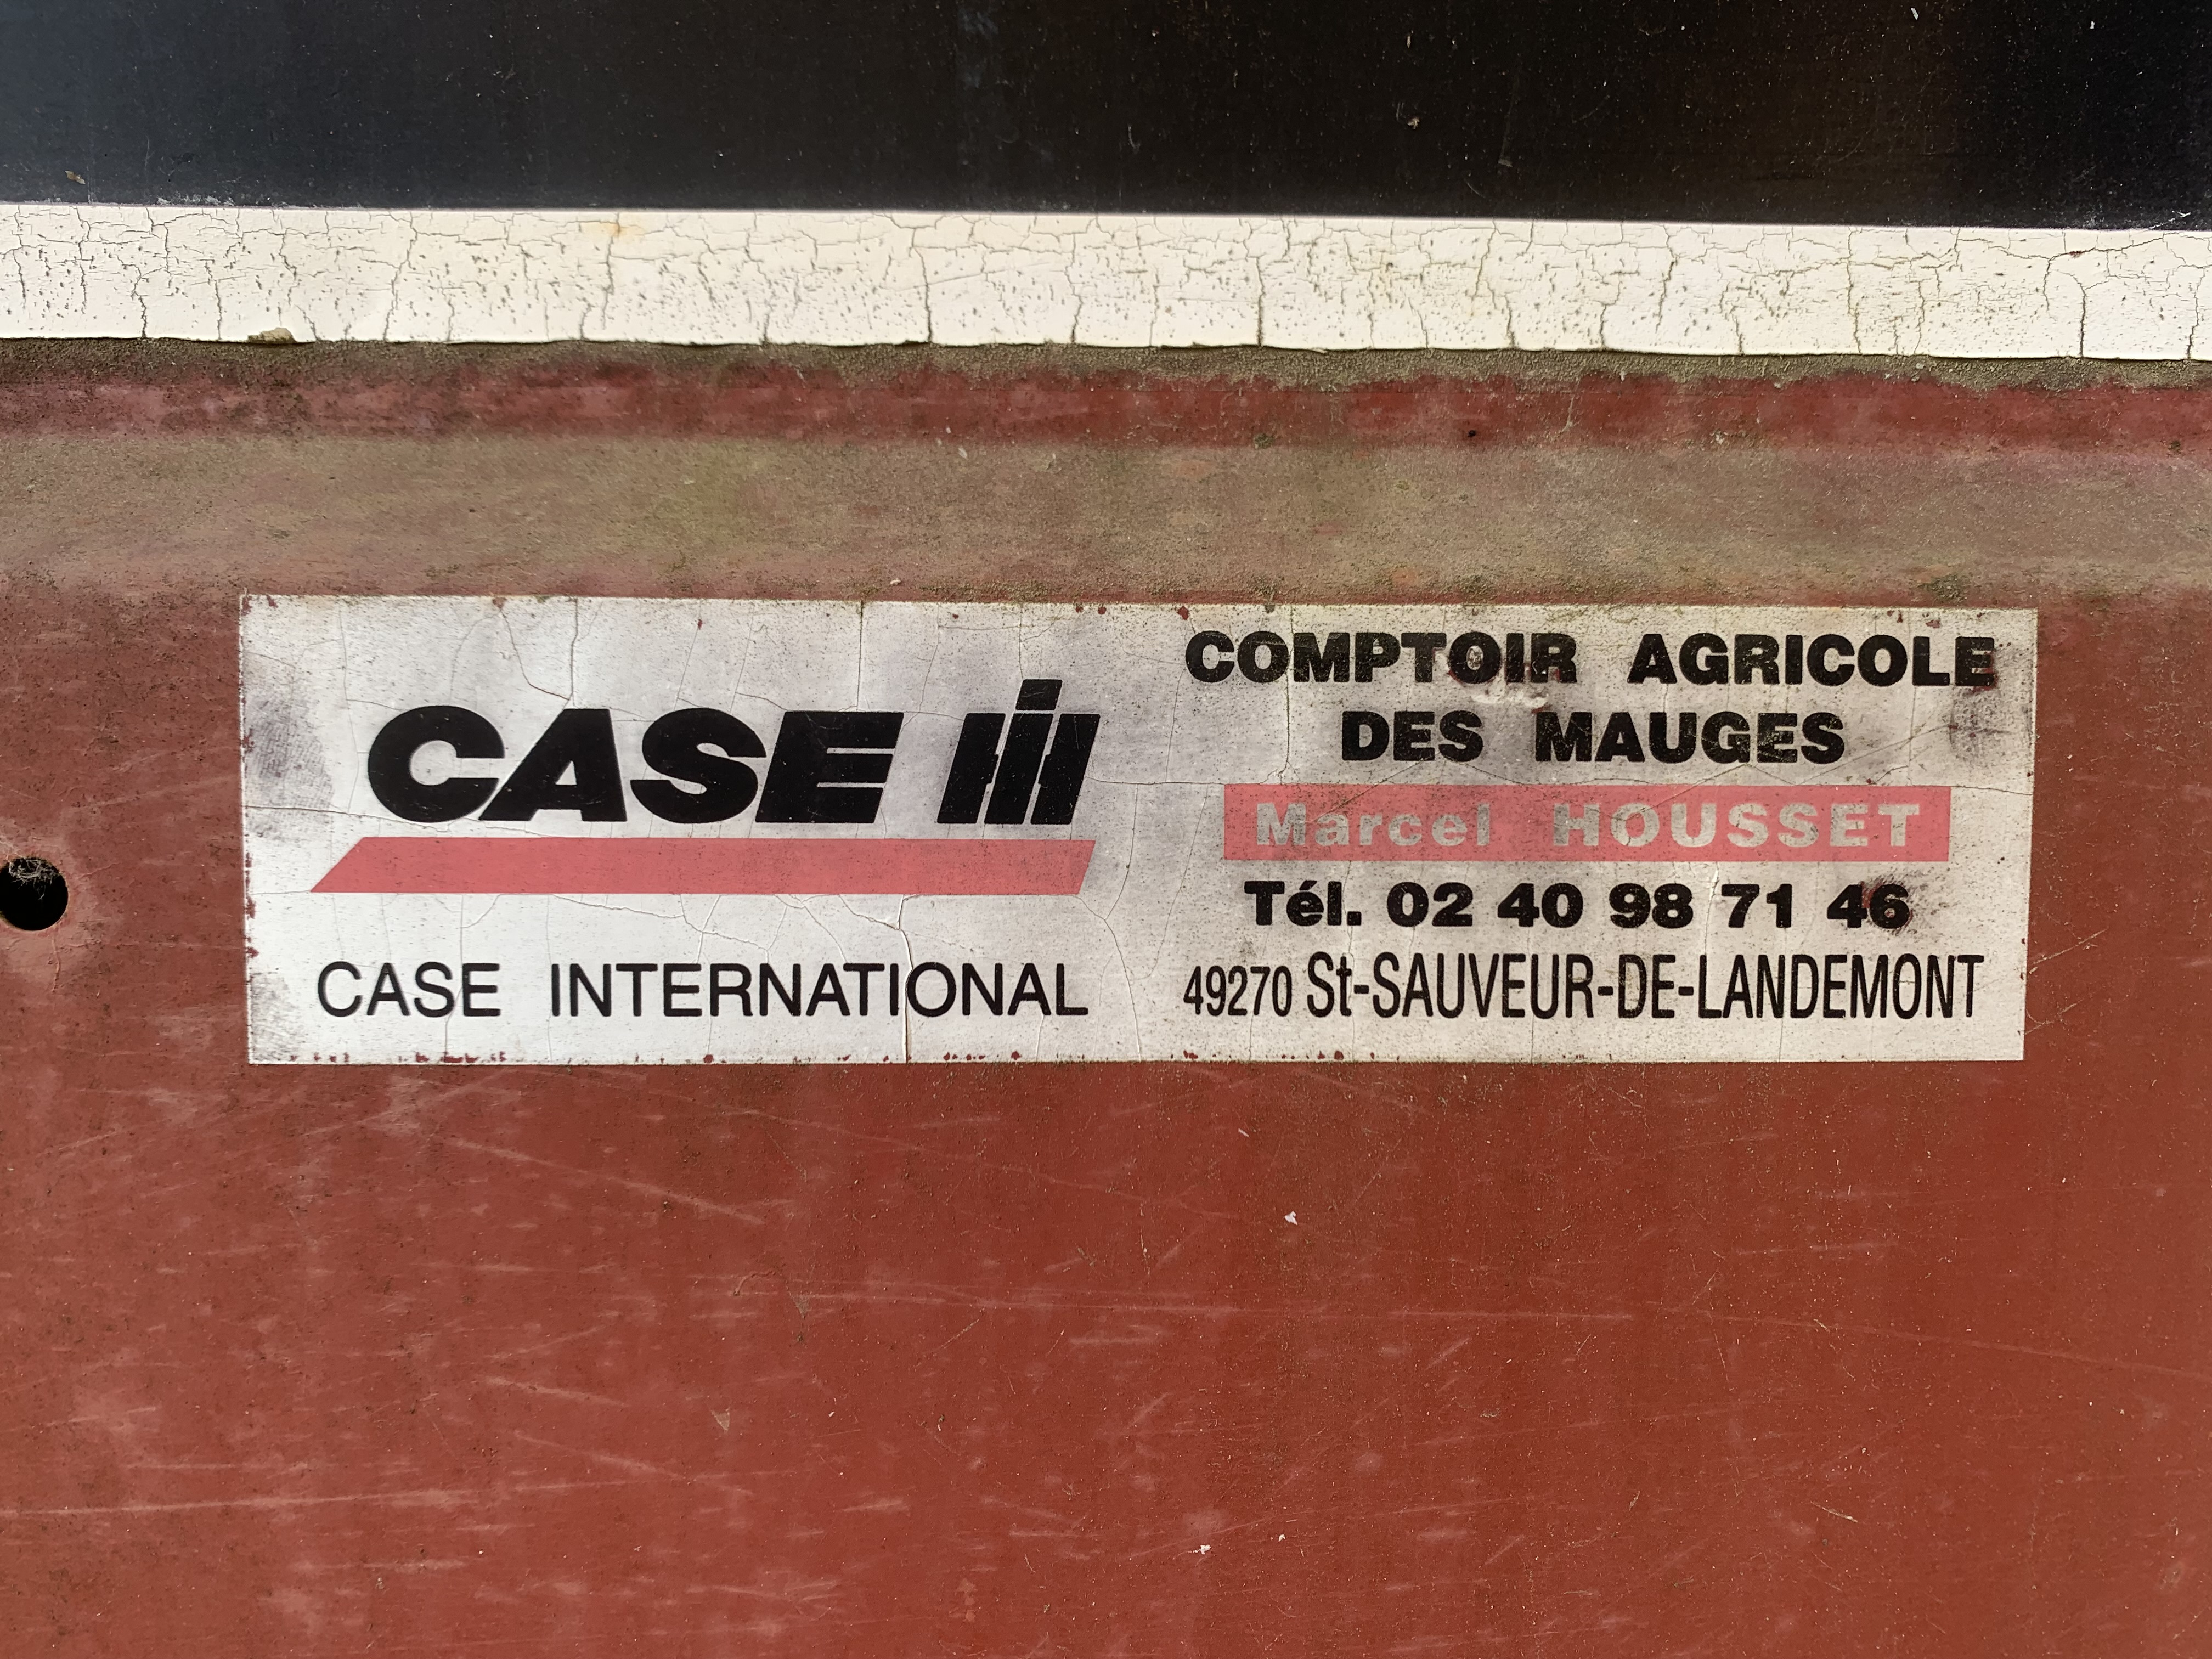 CASE IH
CASE INTERNATIONAL
COMPTOIR AGRICOLE
DES MAUGES
Marcel HOUSSET
Tél. 02 40 98 71 46
49270 St-SAUVEUR-DE-LANDEMONT